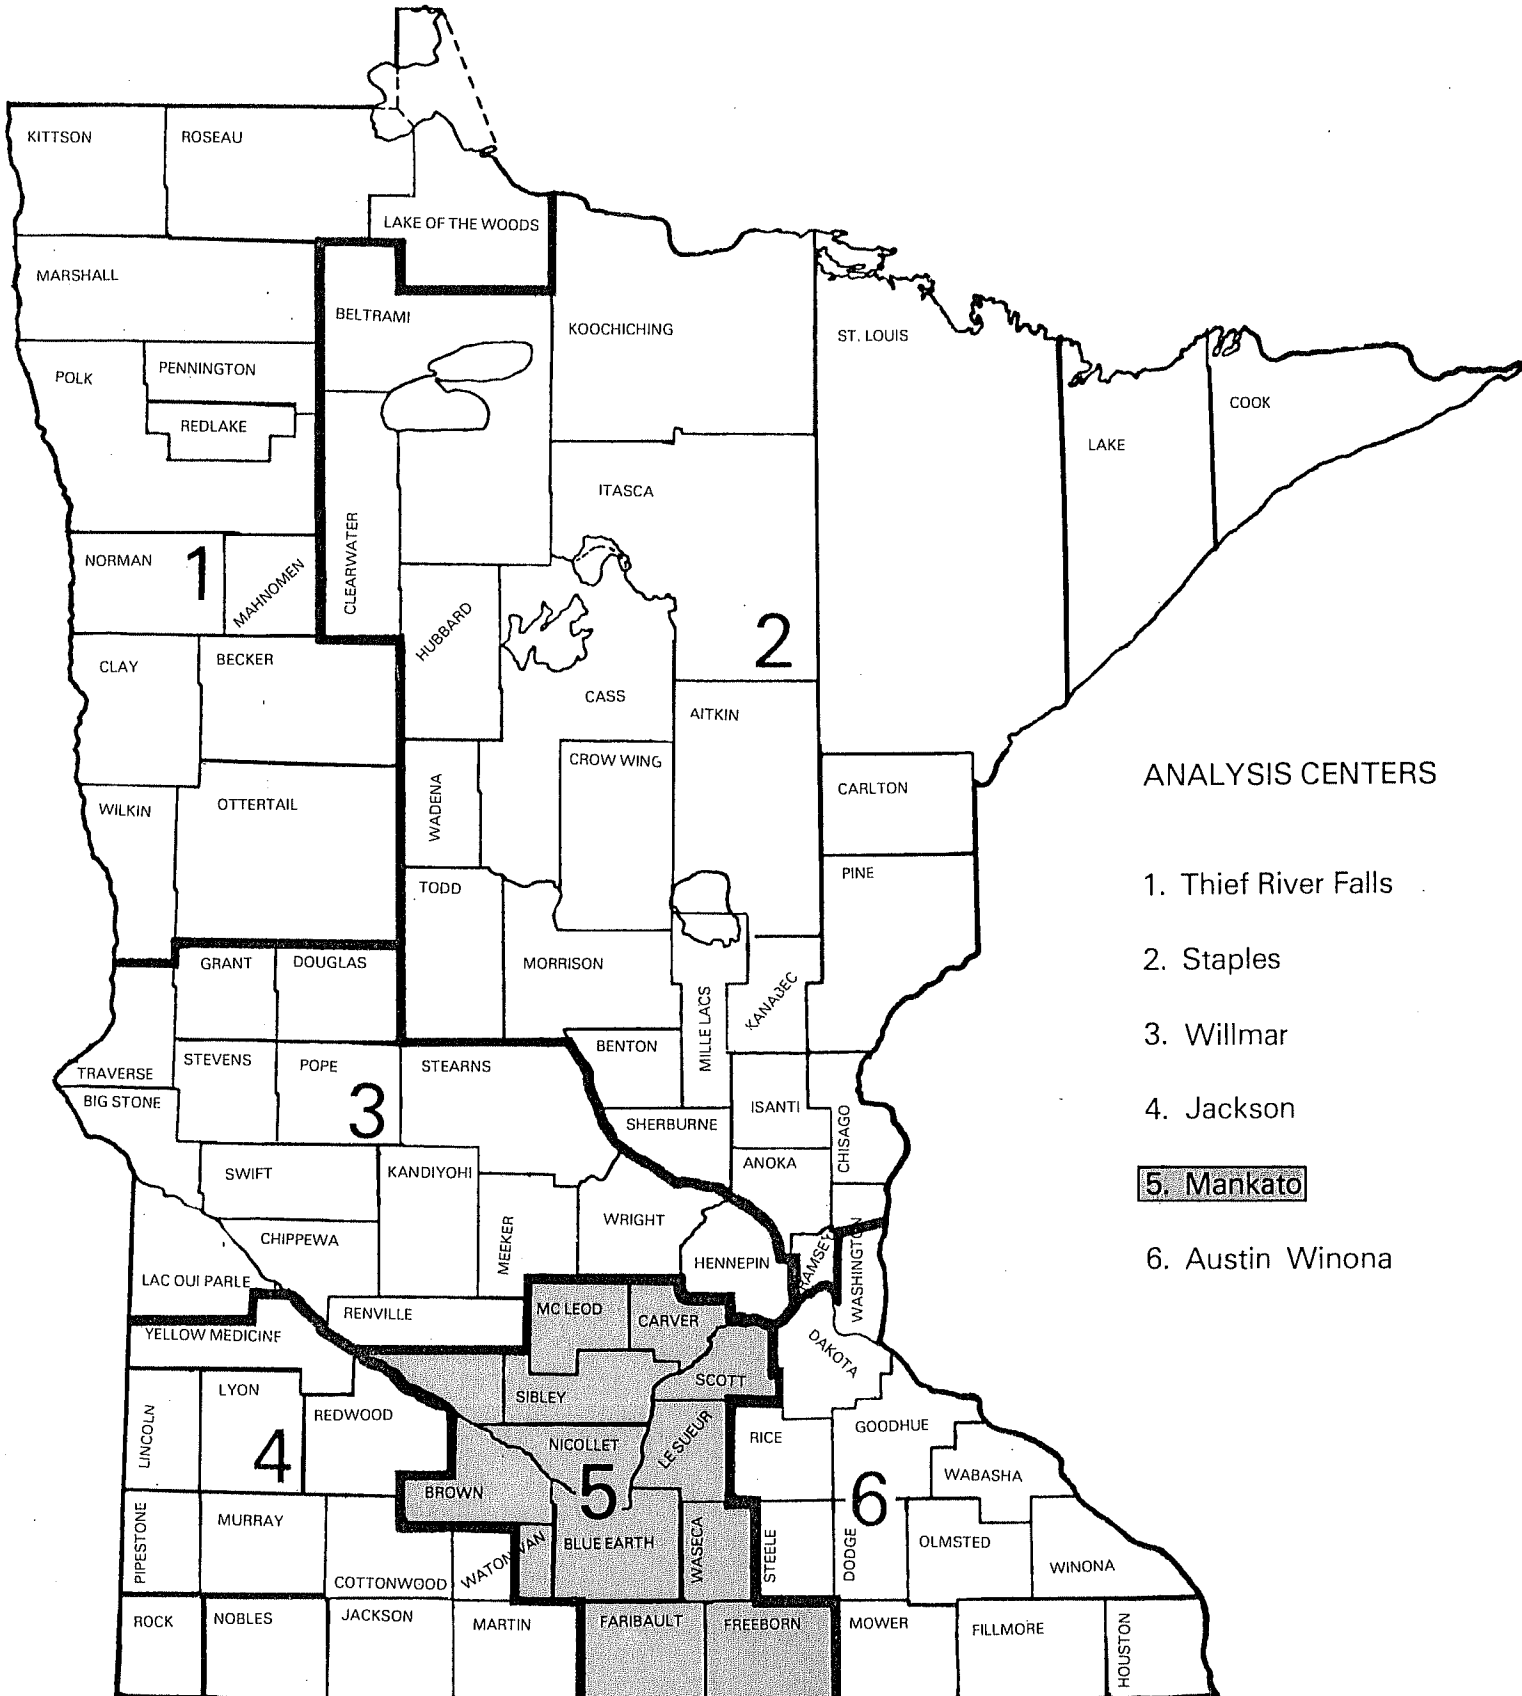 KITTSON
ROSEAU
LAKE OF THE WOODS
MARSHALL
BELTRAMI
KOOCHICHING
ST. LOUIS
PENNINGTON
POLK
REDLAKE
COOK
LAKE
ITASCA
CLEARWATER
NORMAN
1
MAHNOMEN
HUBBARD
2
CLAY
BECKER
CASS
AITKIN
CROW WING
WADENA
CARLTON
WILKIN
OTTERTAIL
PINE
TODD
GRANT
DOUGLAS
MORRISON
MILLE LACS
KANABEC
BENTON
TRAVERSE
STEVENS
POPE
STEARNS
3
BIG STONE
ISANTI
CHISAGO
SHERBURNE
ANOKA
SWIFT
KANDIYOHI
MEEKER
WRIGHT
CHIPPEWA
HENNEPIN
RAMSEY
WASHINGTON
LAC QUI PARLE
RENVILLE
MC LEOD
CARVER
YELLOW MEDICINE
DAKOTA
LYON
SIBLEY
SCOTT
LINCOLN
REDWOOD
4
NICOLLET
LE SUEUR
RICE
GOODHUE
WABASHA
BROWN
5
6
PIPESTONE
MURRAY
COTTONWOOD
WATONWAN
BLUE EARTH
WASECA
STEELE
DODGE
OLMSTED
WINONA
ROCK
NOBLES
JACKSON
MARTIN
FARIBAULT
FREEBORN
MOWER
FILLMORE
HOUSTON
ANALYSIS CENTERS
1. Thief River Falls
2. Staples
3. Willmar
4. Jackson
5. Mankato
6. Austin Winona